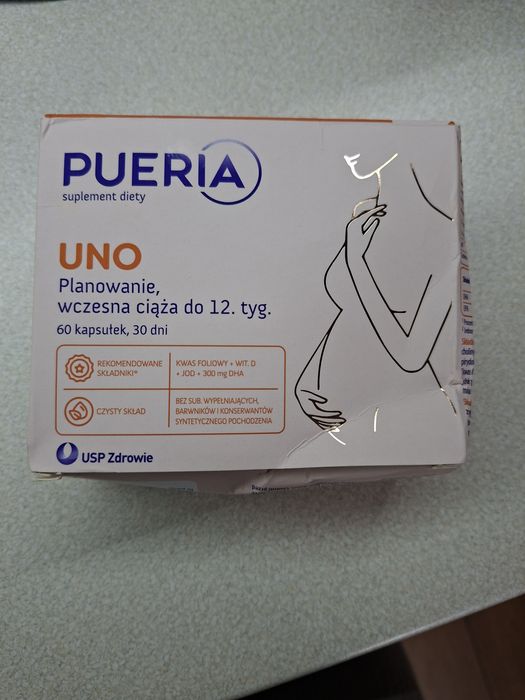 PUERIA
suplement diety
UNO
Planowanie,
wczesna ciąża do 12. tyg.
60 kapsułek, 30 dni
REKOMENDOWANE
SKŁADNIKI*
KWAS FOLIOWY + WIT. D
+ JOD + 300 mg DHA
CZYSTY SKŁAD
BEZ SUB. WYPEŁNIAJĄCYCH,
BARWNIKÓW I KONSERWANTÓW
SYNTETYCZNEGO POCHODZENIA
USP Zdrowie